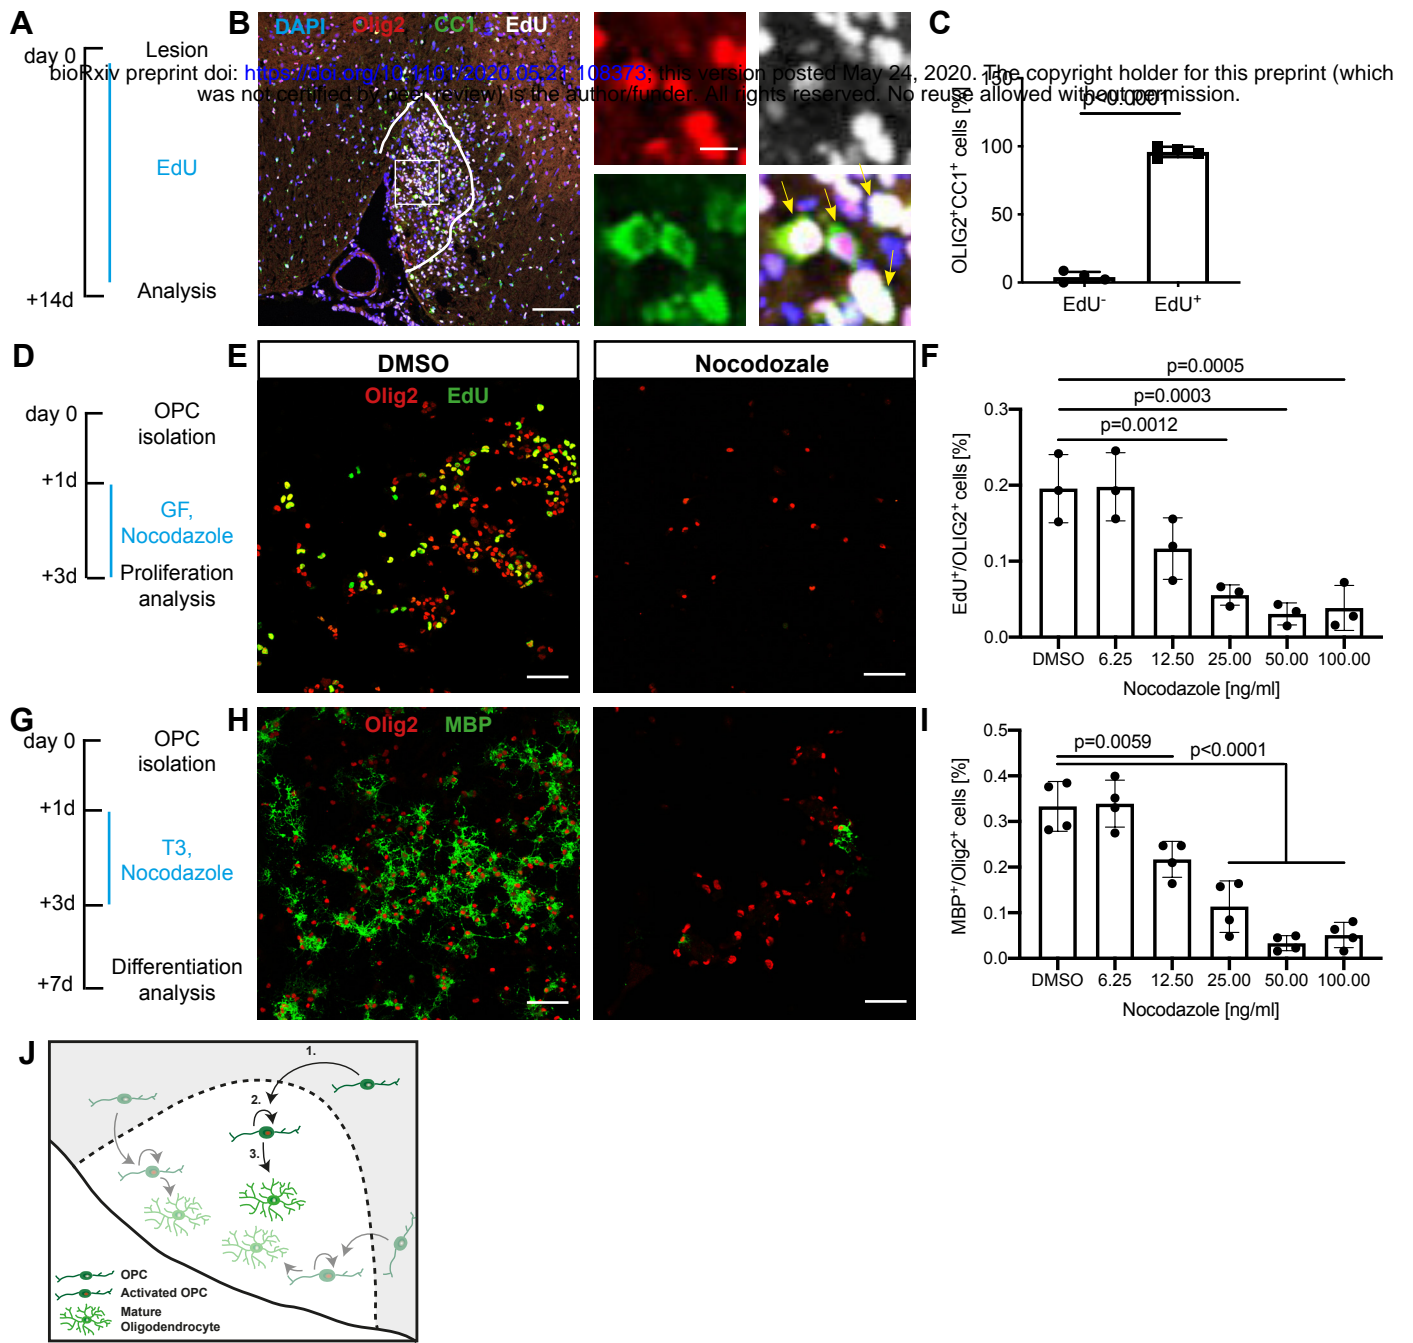 A
day 0
Lesion
EdU
Analysis
+14d
B
DAPI Olig2 CC1 EdU
C
bioRxiv preprint doi: https://doi.org/10.1101/2020.05.21.108373; this version posted May 24, 2020. The copyright holder for this preprint (which
was not certified by peer review) is the author/funder. All rights reserved. No reuse allowed without permission.
OLIG2+CC1+ cells [%]
150
100
50
0
p<0.0001
EdU- EdU+
D
day 0
OPC
isolation
+1d
GF,
Nocodazole
+3d
Proliferation
analysis
E
DMSO
Nocodozale
Olig2 EdU
F
p=0.0005
p=0.0003
p=0.0012
EdU+/OLIG2+ cells [%]
0.3
0.2
0.1
0.0
DMSO 6.25 12.50 25.00 50.00 100.00
Nocodazole [ng/ml]
G
day 0
OPC
isolation
+1d
T3,
Nocodazole
+3d
Differentiation
analysis
+7d
H
Olig2 MBP
I
p=0.0059
p<0.0001
MBP+/Olig2+ cells [%]
0.5
0.4
0.3
0.2
0.1
0.0
DMSO 6.25 12.50 25.00 50.00 100.00
Nocodazole [ng/ml]
J
1.
2.
3.
OPC
Activated OPC
Mature
Oligodendrocyte